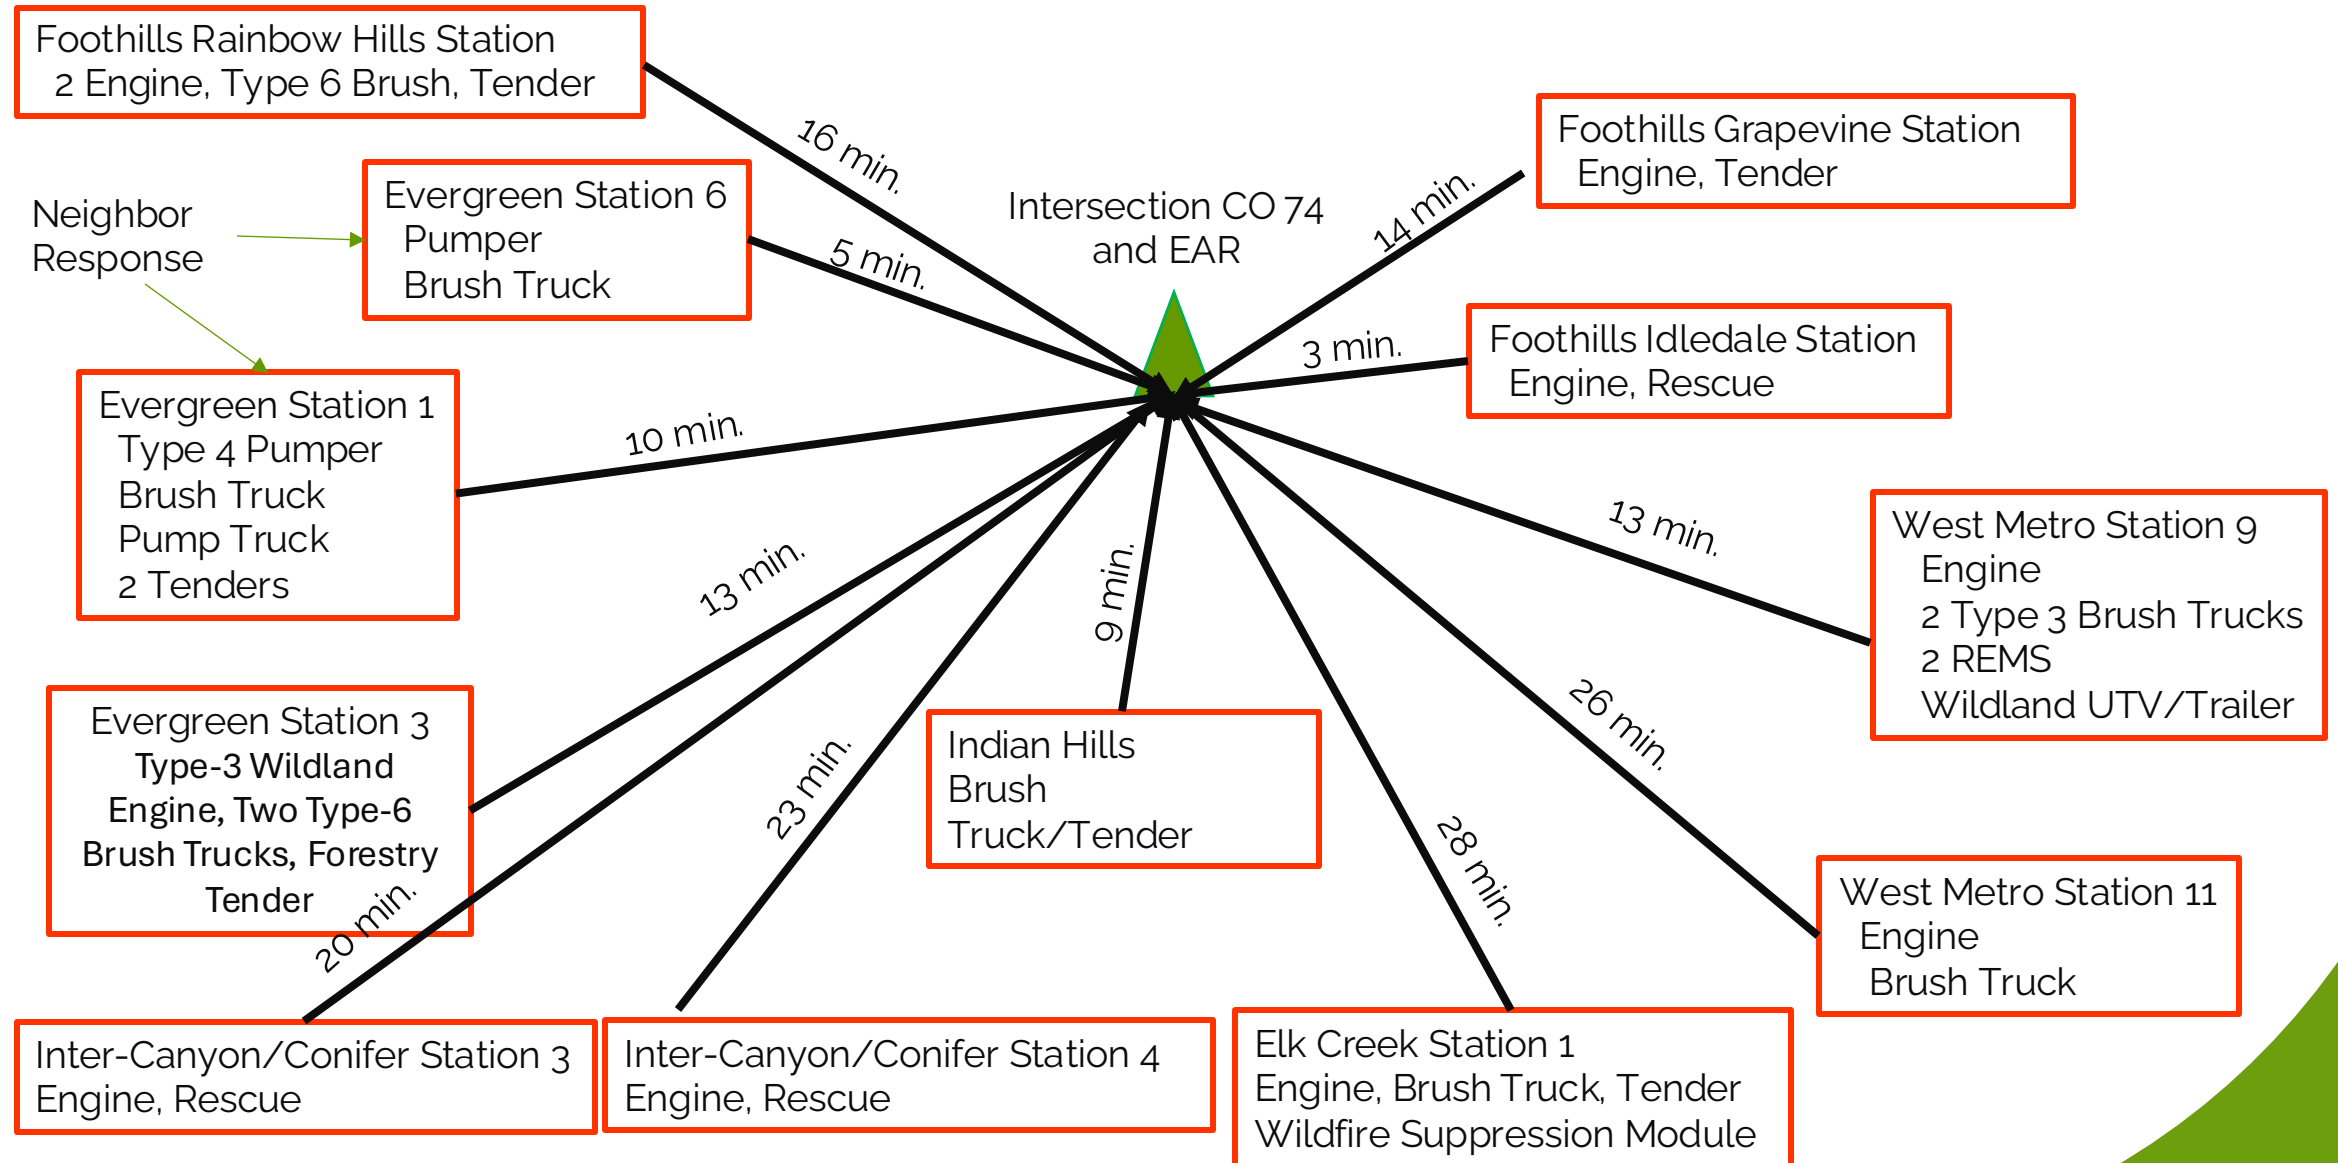 Foothills Rainbow Hills Station
2 Engine, Type 6 Brush, Tender
16 min.
Foothills Grapevine Station
Engine, Tender
14 min.
Neighbor
Response
Evergreen Station 6
Pumper
Brush Truck
5 min.
Intersection CO 74
and EAR
Foothills Idledale Station
Engine, Rescue
3 min.
Evergreen Station 1
Type 4 Pumper
Brush Truck
Pump Truck
2 Tenders
10 min.
West Metro Station 9
Engine
2 Type 3 Brush Trucks
2 REMS
Wildland UTV/Trailer
13 min.
Evergreen Station 3
Type-3 Wildland
Engine, Two Type-6
Brush Trucks, Forestry
Tender
13 min.
Indian Hills
Brush
Truck/Tender
9 min.
West Metro Station 11
Engine
Brush Truck
26 min.
Inter-Canyon/Conifer Station 3
Engine, Rescue
20 min.
Inter-Canyon/Conifer Station 4
Engine, Rescue
23 min.
Elk Creek Station 1
Engine, Brush Truck, Tender
Wildfire Suppression Module
28 min.